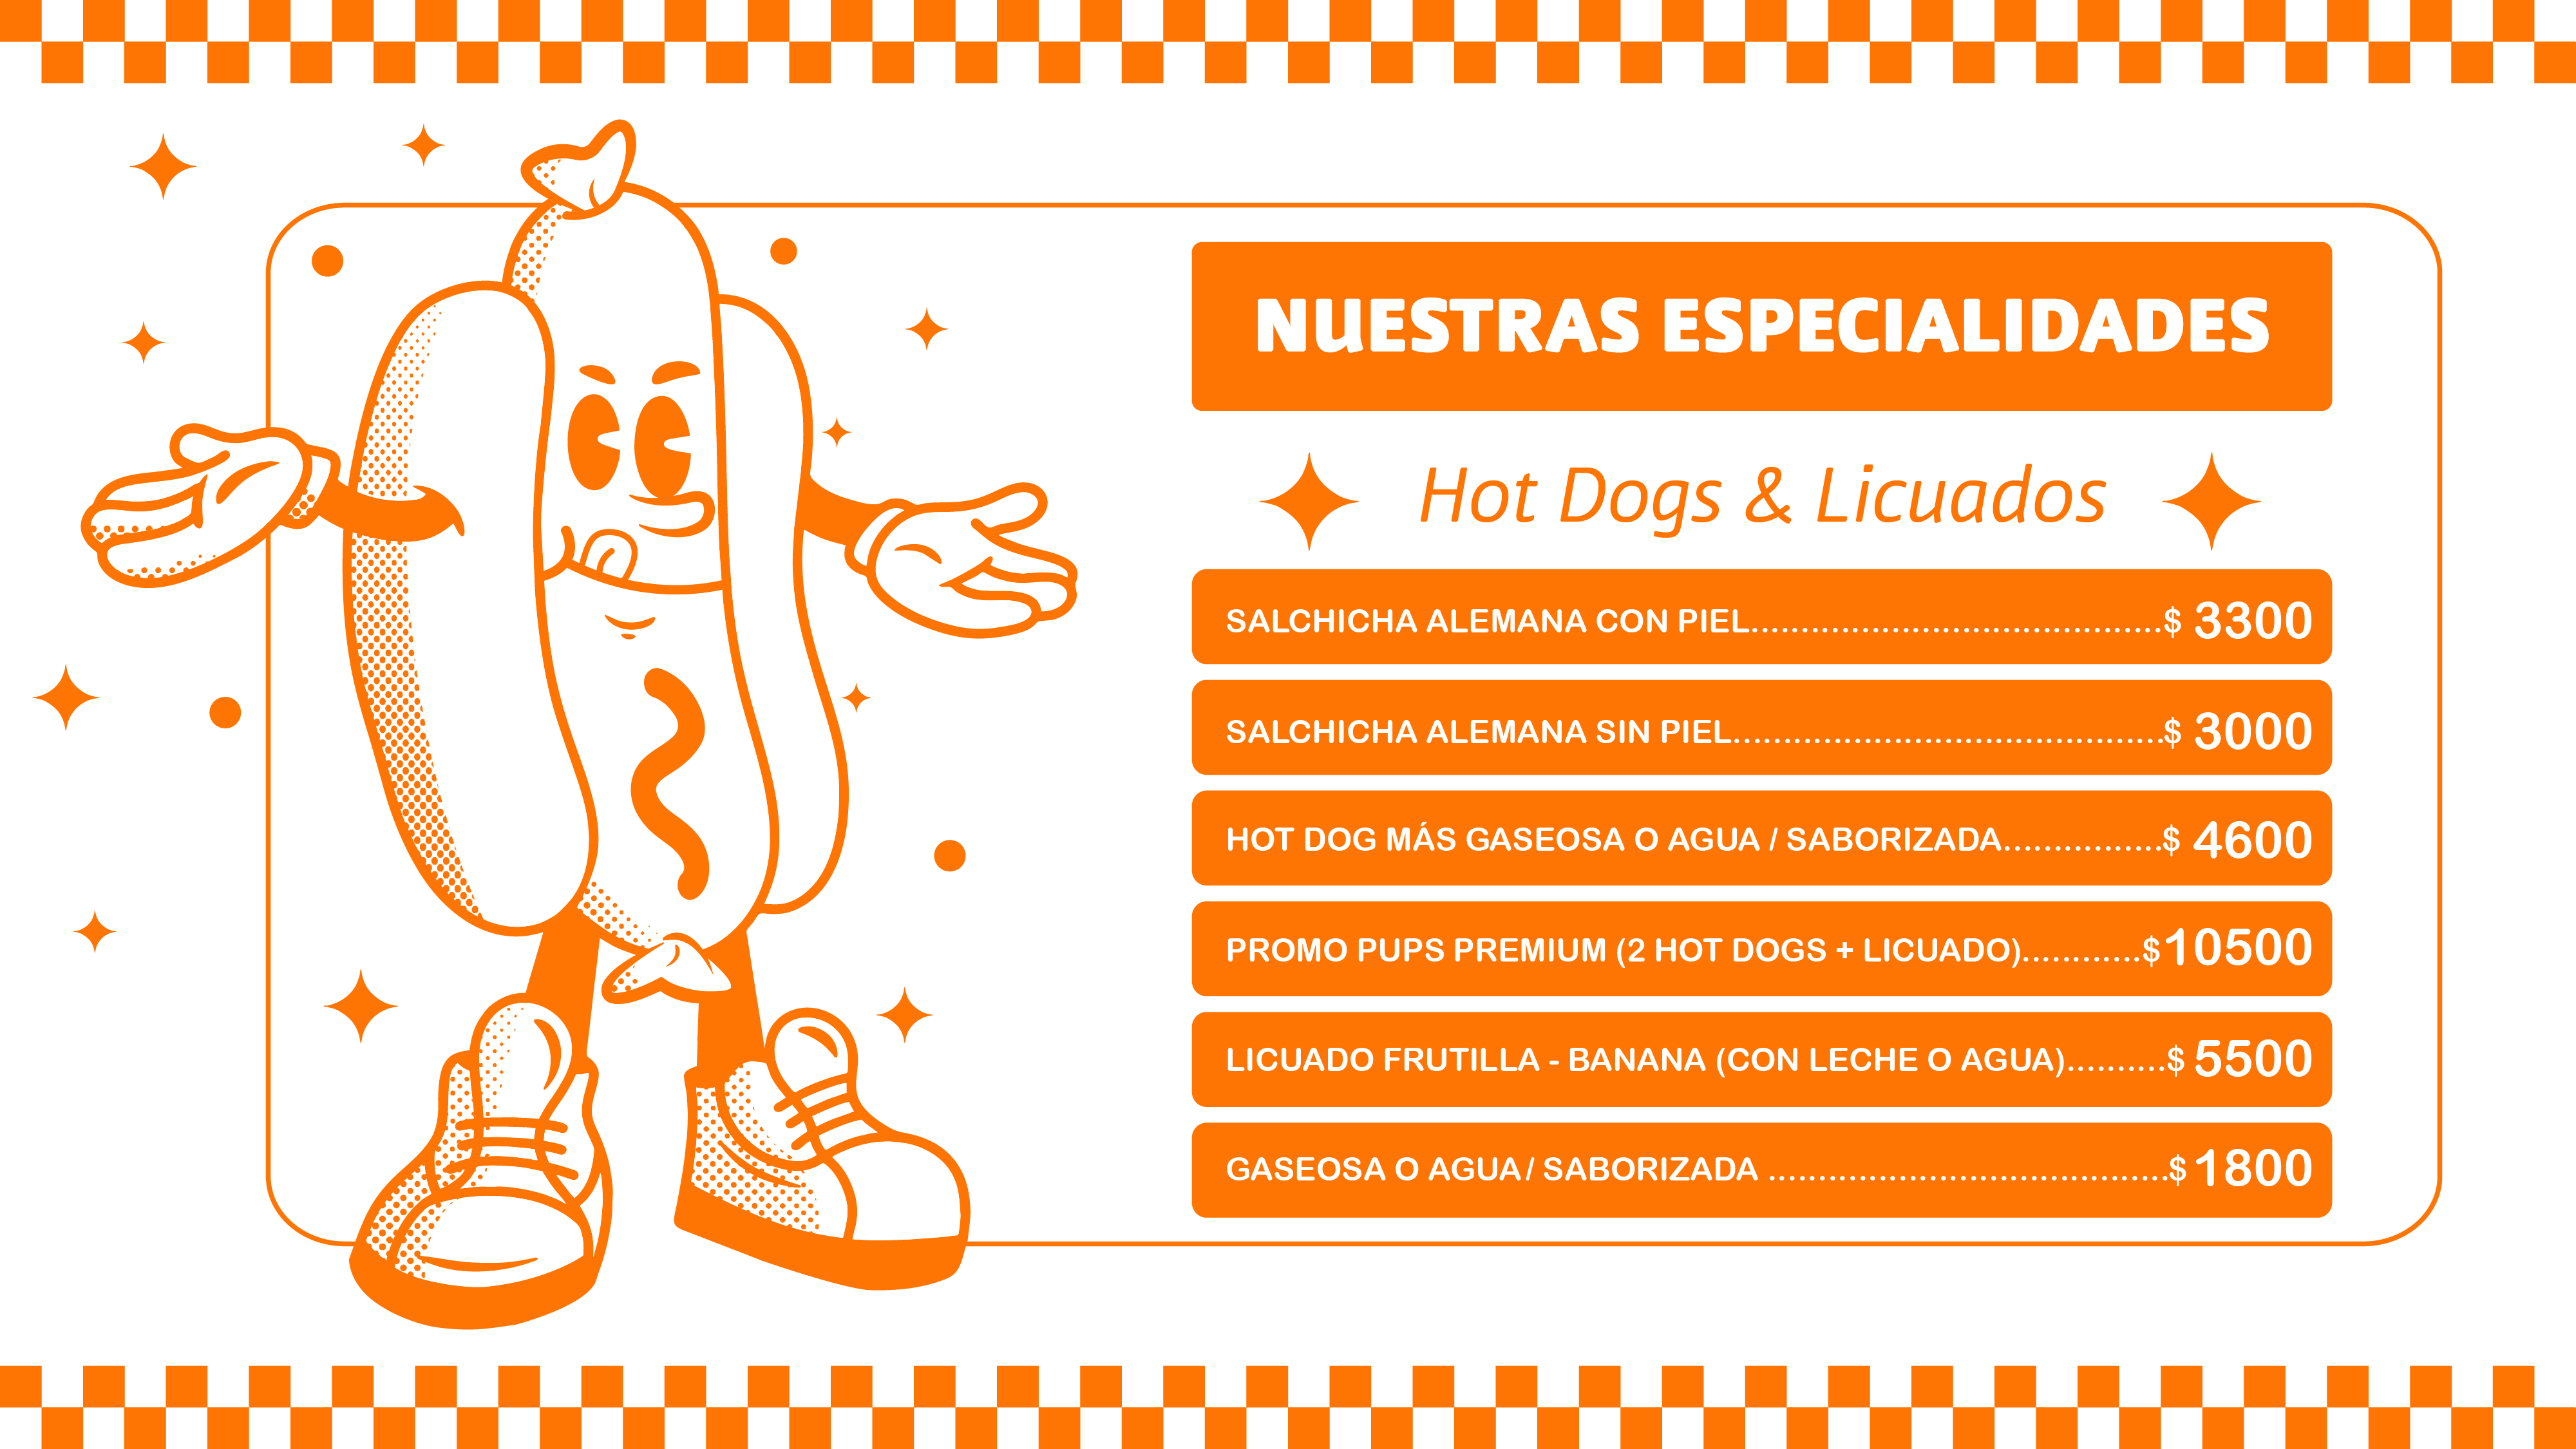 NUESTRAS ESPECIALIDADES
Hot Dogs & Licuados
SALCHICHA ALEMANA CON PIEL.........................................$ 3300
SALCHICHA ALEMANA SIN PIEL...........................................$ 3000
HOT DOG MÁS GASEOSA O AGUA / SABORIZADA................$ 4600
PROMO PUPS PREMIUM (2 HOT DOGS + LICUADO)............$10500
LICUADO FRUTILLA - BANANA (CON LECHE O AGUA)..........$ 5500
GASEOSA O AGUA / SABORIZADA ........................................$ 1800